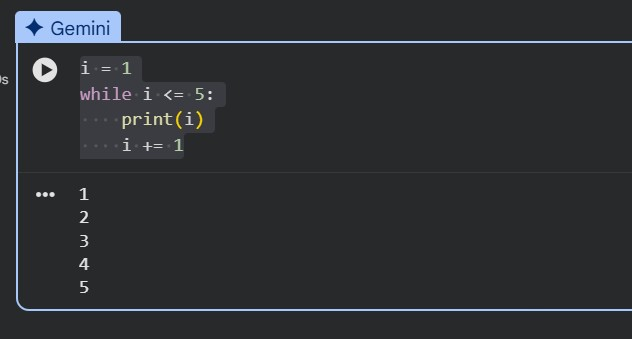 Gemini
s
i = 1
while i <= 5:
    print(i)
    i += 1
1
2
3
4
5